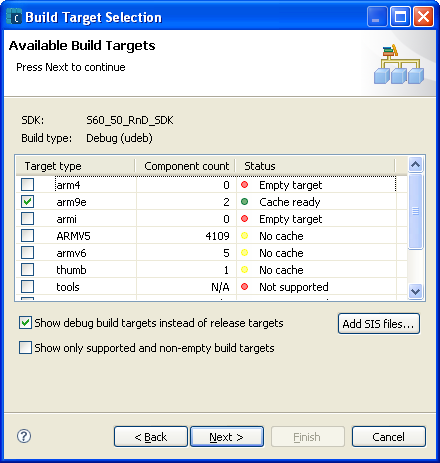 Build Target Selection
Available Build Targets
Press Next to continue
SDK: S60_50_RnD_SDK
Build type: Debug (udeb)
Target type Component count Status
arm4 0 Empty target
arm9e 2 Cache ready
armi 0 Empty target
ARMV5 4109 No cache
armv6 5 No cache
thumb 1 No cache
tools N/A Not supported
Show debug build targets instead of release targets
Add SIS files...
Show only supported and non-empty build targets
? < Back Next > Finish Cancel